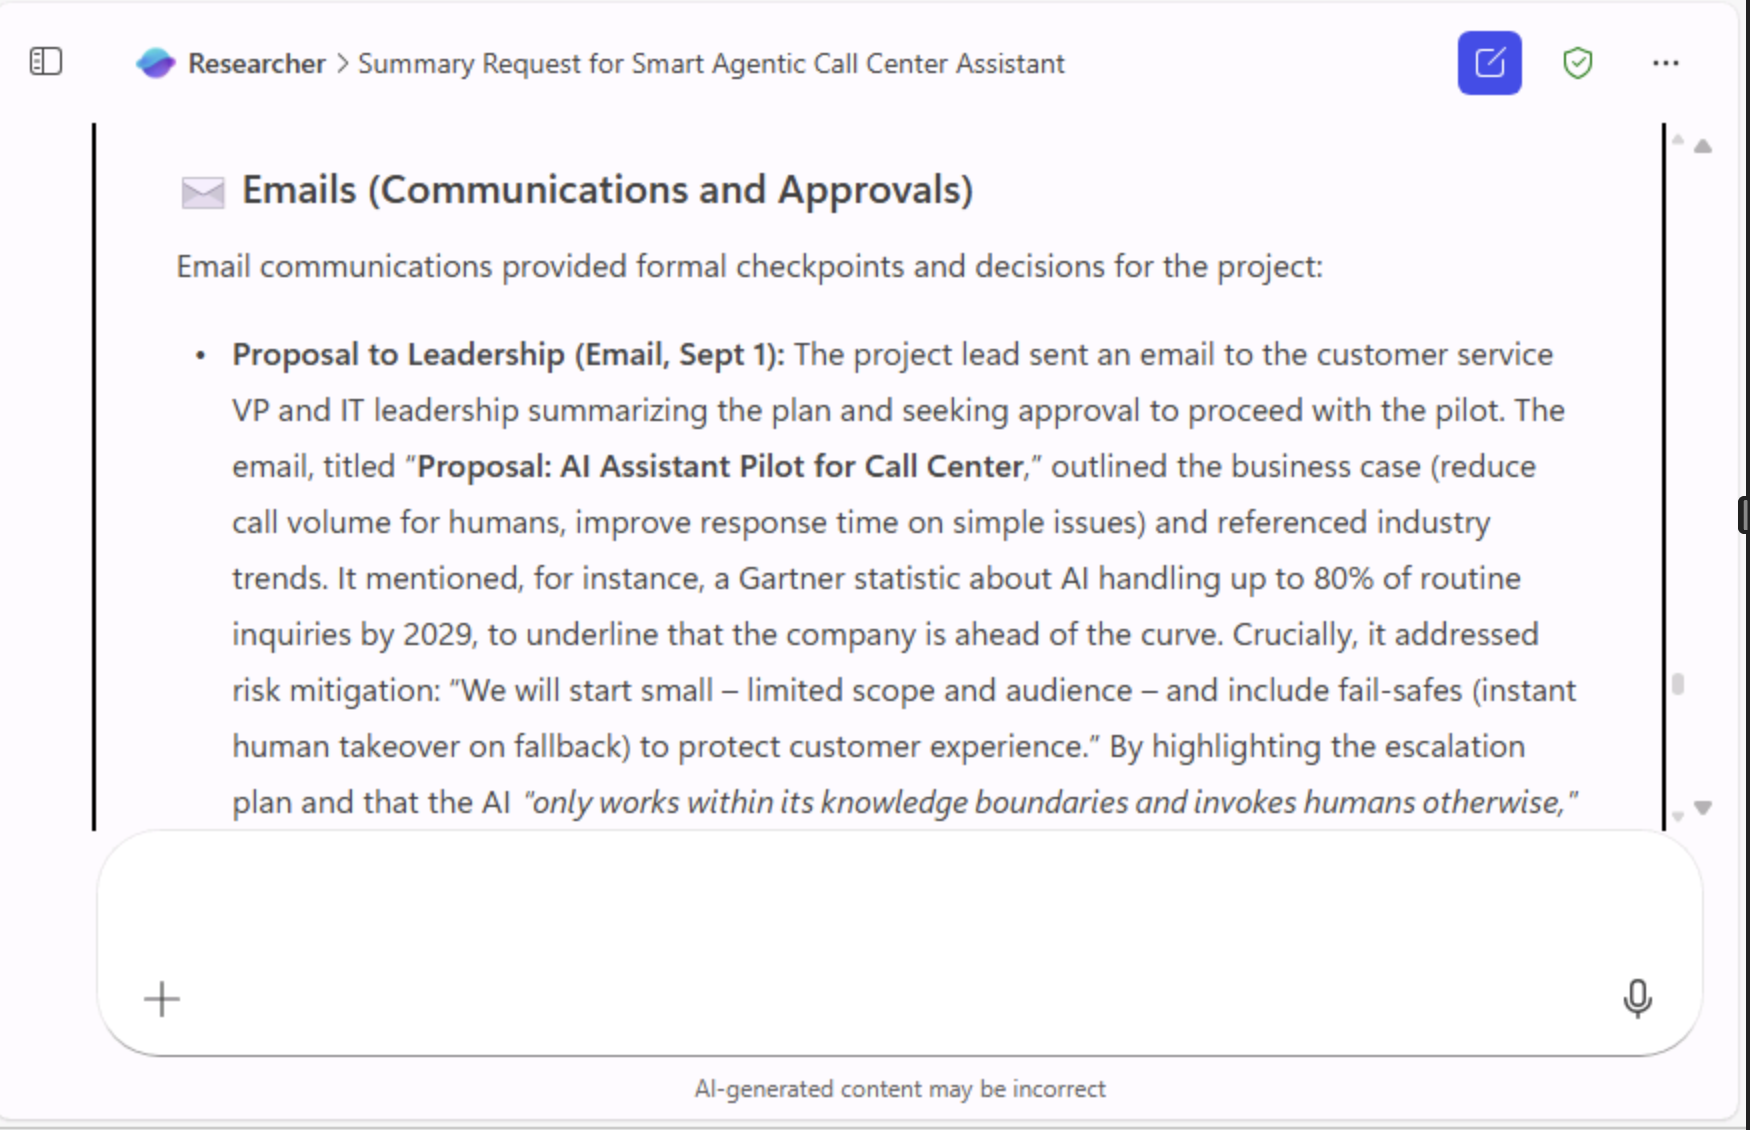 Researcher > Summary Request for Smart Agentic Call Center Assistant
Emails (Communications and Approvals)
Email communications provided formal checkpoints and decisions for the project:
• Proposal to Leadership (Email, Sept 1): The project lead sent an email to the customer service
VP and IT leadership summarizing the plan and seeking approval to proceed with the pilot. The
email, titled “Proposal: AI Assistant Pilot for Call Center,” outlined the business case (reduce
call volume for humans, improve response time on simple issues) and referenced industry
trends. It mentioned, for instance, a Gartner statistic about AI handling up to 80% of routine
inquiries by 2029, to underline that the company is ahead of the curve. Crucially, it addressed
risk mitigation: “We will start small – limited scope and audience – and include fail-safes (instant
human takeover on fallback) to protect customer experience.” By highlighting the escalation
plan and that the AI “only works within its knowledge boundaries and invokes humans otherwise,”
AI-generated content may be incorrect